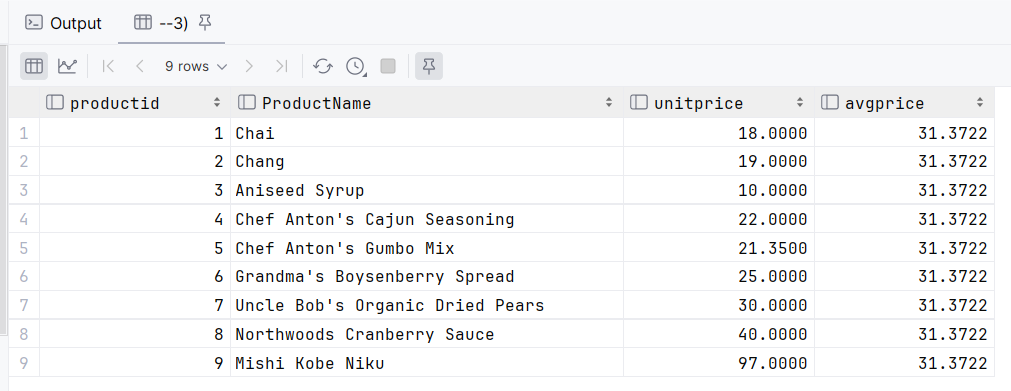 Output --3)
9 rows
productid ProductName unitprice avgprice
1 1 Chai 18.0000 31.3722
2 2 Chang 19.0000 31.3722
3 3 Aniseed Syrup 10.0000 31.3722
4 4 Chef Anton's Cajun Seasoning 22.0000 31.3722
5 5 Chef Anton's Gumbo Mix 21.3500 31.3722
6 6 Grandma's Boysenberry Spread 25.0000 31.3722
7 7 Uncle Bob's Organic Dried Pears 30.0000 31.3722
8 8 Northwoods Cranberry Sauce 40.0000 31.3722
9 9 Mishi Kobe Niku 97.0000 31.3722